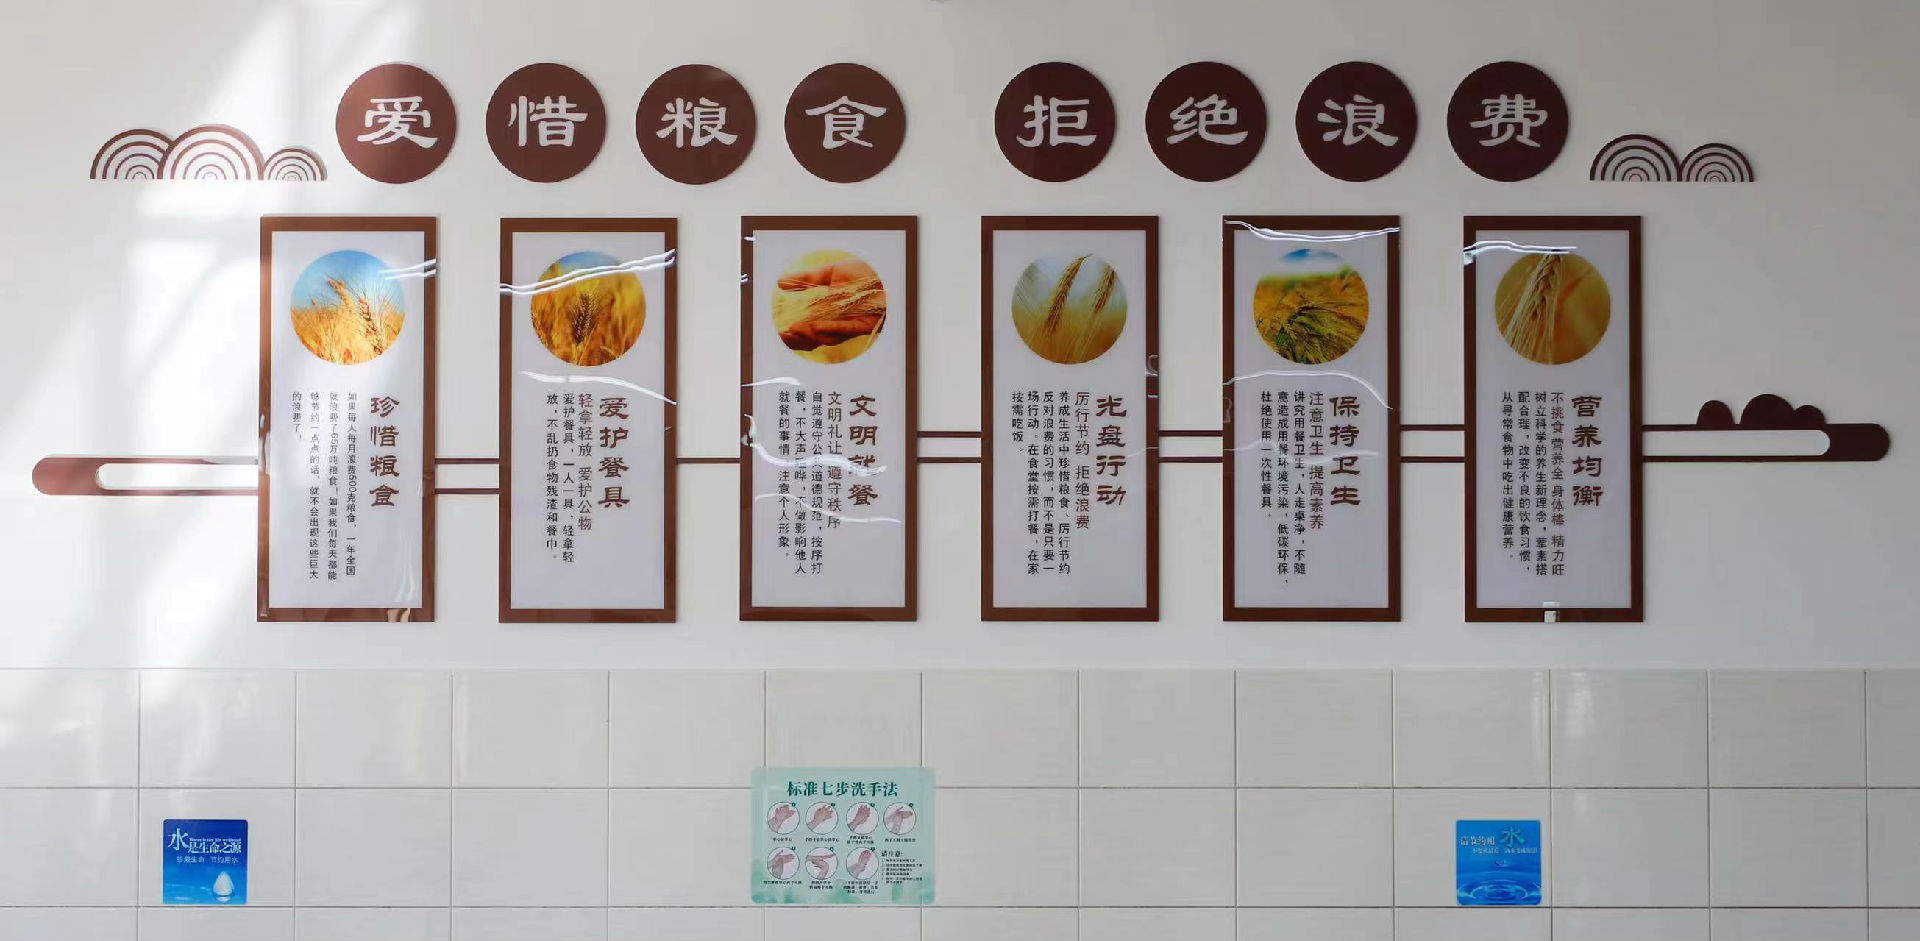 爱惜粮食 拒绝浪费
珍惜粮食
如果每人每月浪费500克粮食，一年全国
就浪费了65万吨粮食！如果我们每天都能
够节约一点点的话，就不会出现这些巨大
的浪费了！
爱护餐具
轻拿轻放 爱护公物
爱护餐具，一人一具，轻拿轻
放，不乱扔食物残渣和餐巾。
文明就餐
文明礼让 遵守秩序
自觉遵守公共道德规范，按序打
餐，不大声喧哗，不做影响他人
就餐的事情，注意个人形象。
光盘行动
厉行节约 拒绝浪费
养成生活中珍惜粮食、厉行节约
反对浪费的习惯，而不是只要一
场行动。在食堂按需打餐，在家
按需吃饭。
保持卫生
注意卫生 提高素养
讲究用餐卫生，人走桌净，不随
意造成用餐环境污染，低碳环保，
杜绝使用一次性餐具。
营养均衡
不挑食 营养全 身体棒 精力旺
树立科学的养生新理念，荤素搭
配合理，改变不良的饮食习惯，
从寻常食物中吃出健康营养。
水是生命之源
珍爱生命 节约用水
标准七步洗手法
请注意:
请节约用水